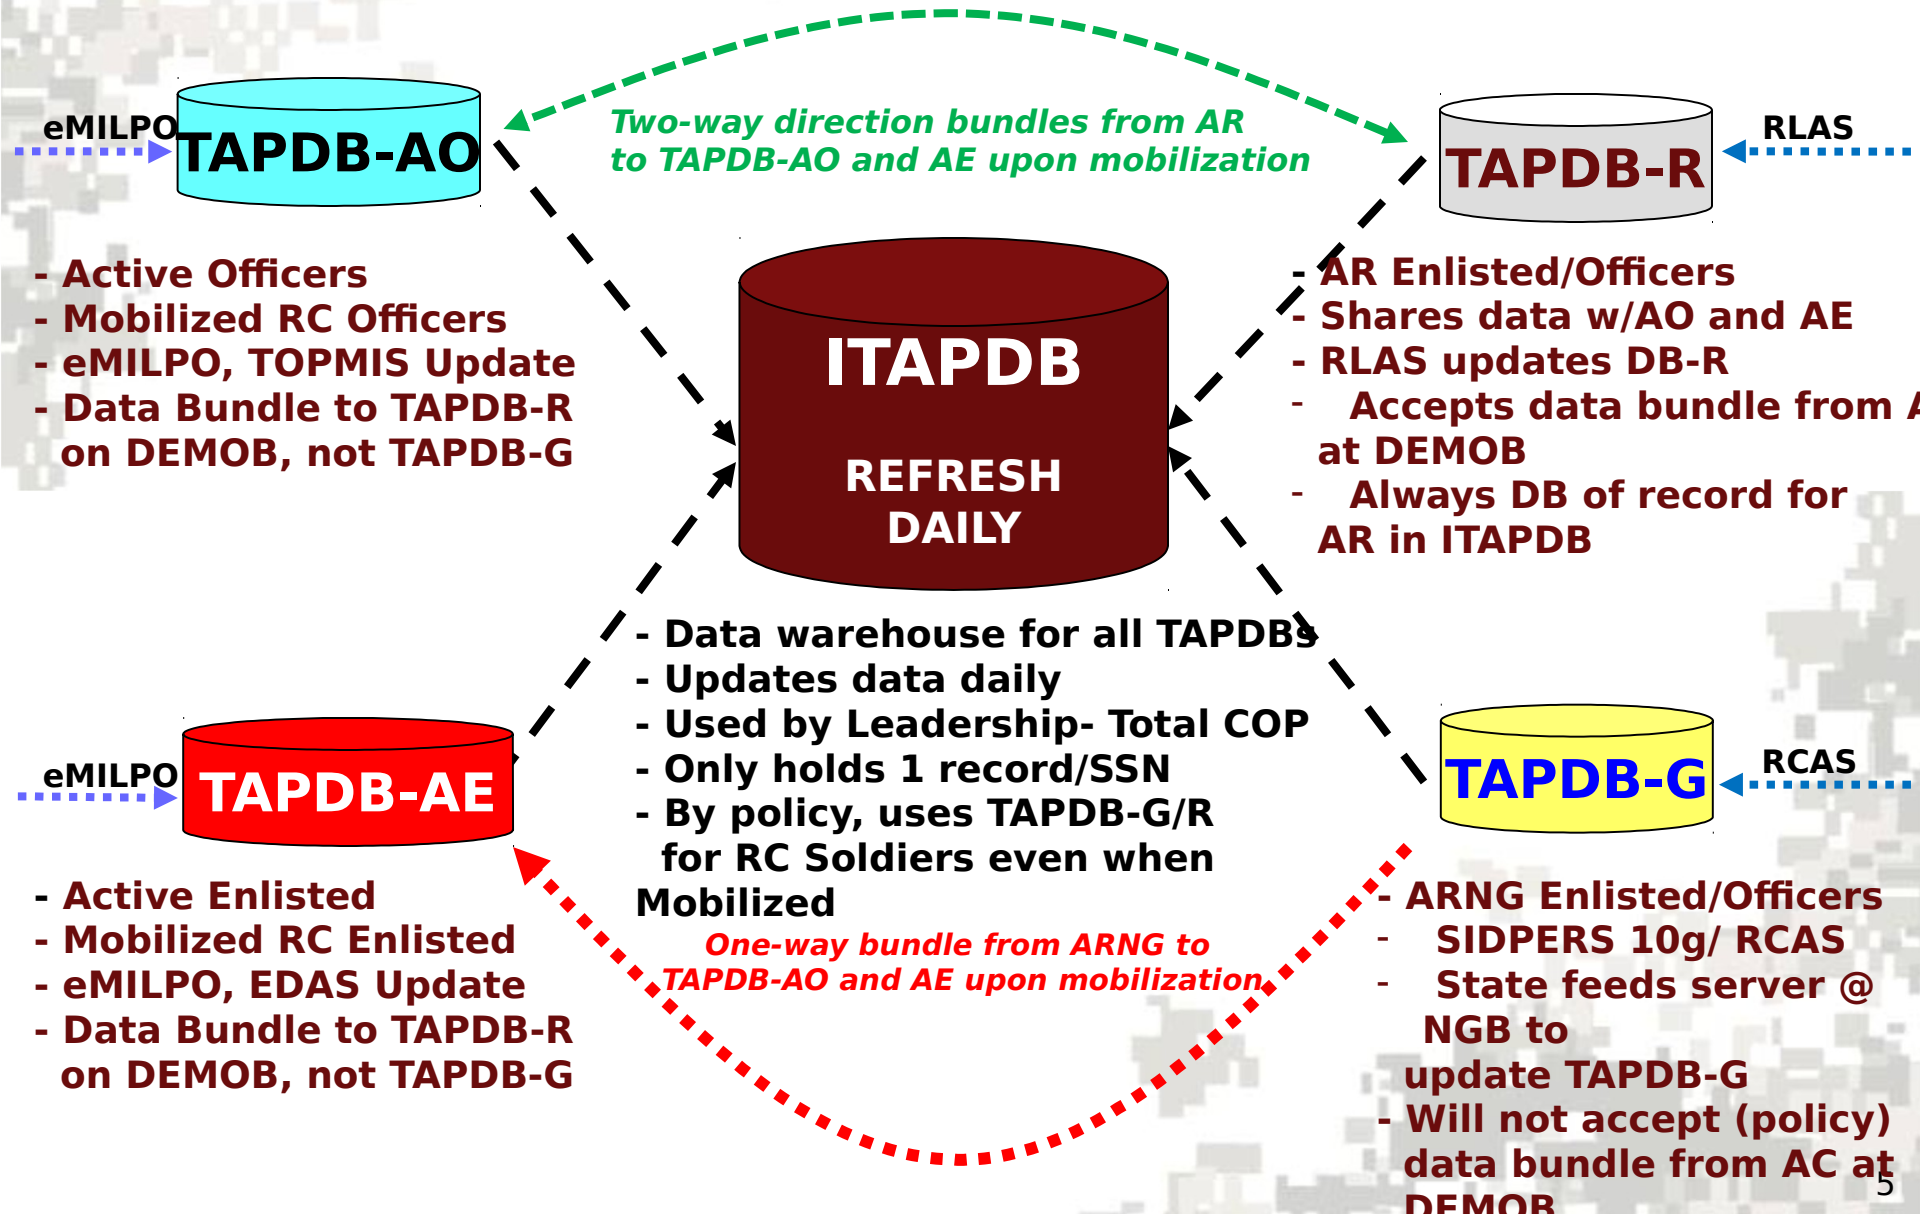 Two-way direction bundles from AR
to TAPDB-AO and AE upon mobilization
eMILPO
TAPDB-AO
- Active Officers
- Mobilized RC Officers
- eMILPO, TOPMIS Update
- Data Bundle to TAPDB-R
on DEMOB, not TAPDB-G
RLAS
TAPDB-R
- AR Enlisted/Officers
- Shares data w/AO and AE
- RLAS updates DB-R
- Accepts data bundle from
at DEMOB
- Always DB of record for
AR in ITAPDB
ITAPDB
REFRESH
DAILY
- Data warehouse for all TAPDBs
- Updates data daily
- Used by Leadership- Total COP
- Only holds 1 record/SSN
- By policy, uses TAPDB-G/R
for RC Soldiers even when
Mobilized
One-way bundle from ARNG to
TAPDB-AO and AE upon mobilization
eMILPO
TAPDB-AE
- Active Enlisted
- Mobilized RC Enlisted
- eMILPO, EDAS Update
- Data Bundle to TAPDB-R
on DEMOB, not TAPDB-G
RCAS
TAPDB-G
- ARNG Enlisted/Officers
- SIDPERS 10g/ RCAS
- State feeds server @
NGB to
update TAPDB-G
- Will not accept (policy)
data bundle from AC at
DEMOB
5